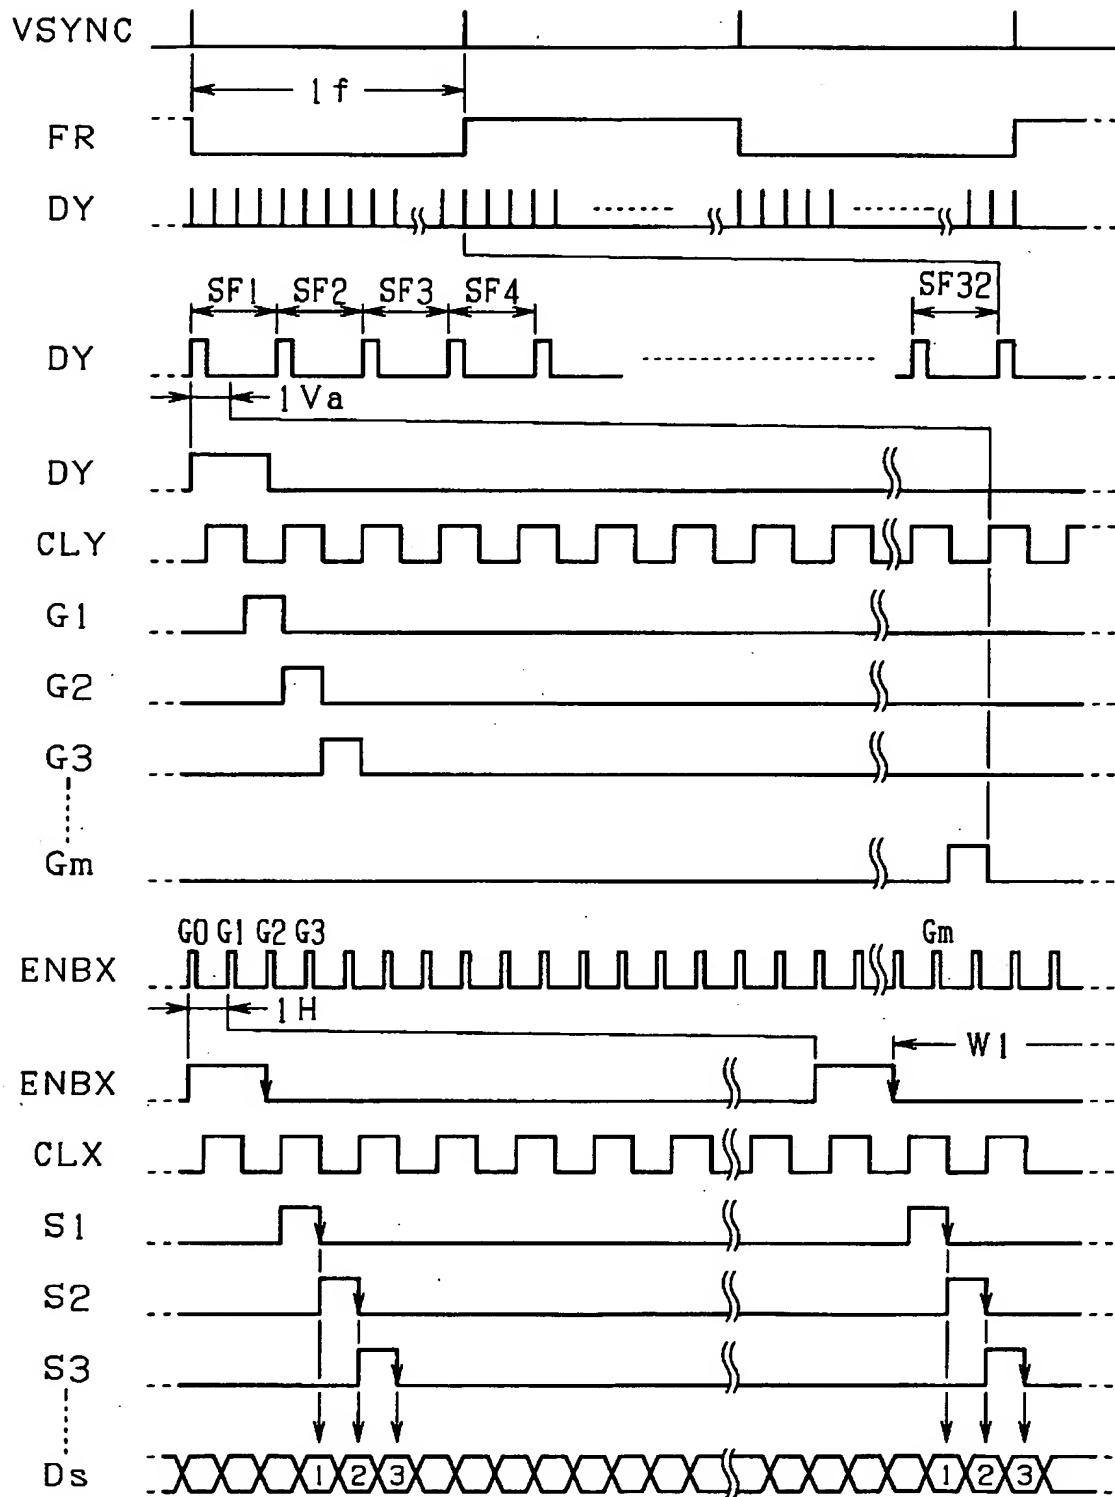 VSYNC
1f
FR
DY
SF1 SF2 SF3 SF4 SF32
DY
1Va
DY
CLY
G1
G2
G3
Gm
G0 G1 G2 G3 Gm
ENBX
1H
W1
ENBX
CLX
S1
S2
S3
Ds 1 2 3 1 2 3